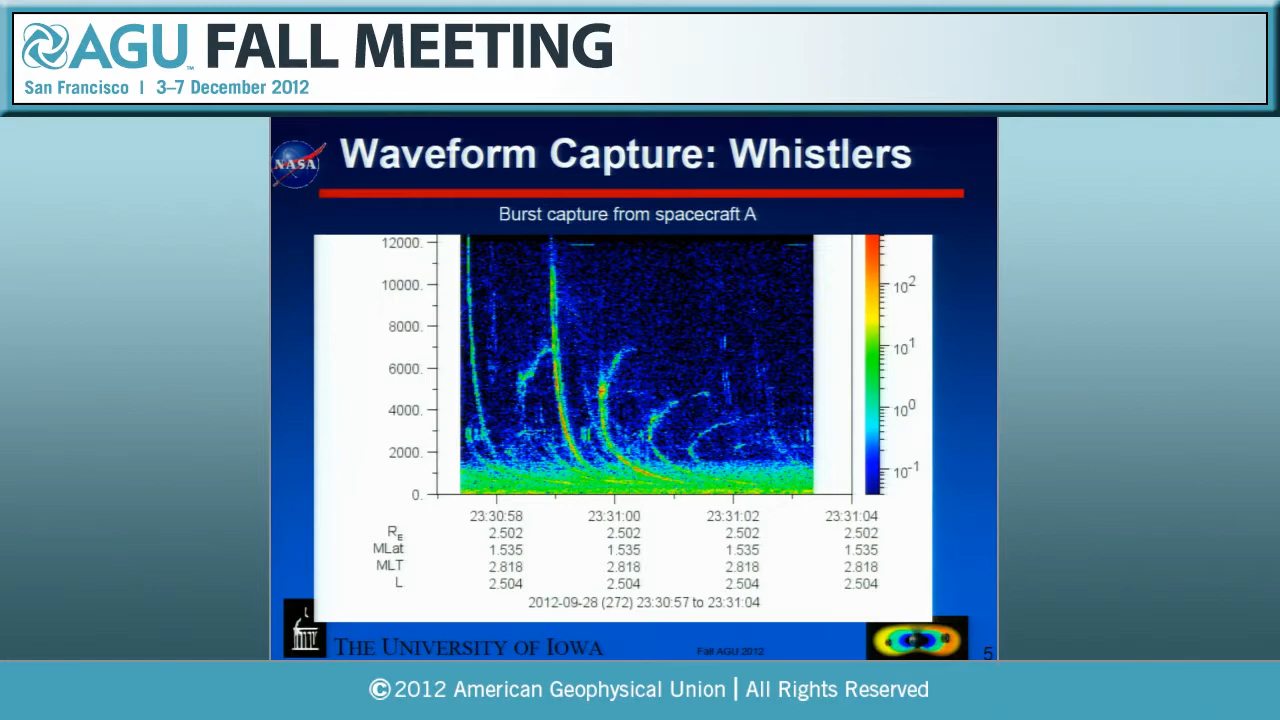 AGU™ FALL MEETING
San Francisco | 3–7 December 2012
NASA
Waveform Capture: Whistlers
Burst capture from spacecraft A
12000.
10000.
8000.
6000.
4000.
2000.
0.
10²
10¹
10⁰
10⁻¹
23:30:58 23:31:00 23:31:02 23:31:04
RE 2.502 2.502 2.502 2.502
MLat 1.535 1.535 1.535 1.535
MLT 2.818 2.818 2.818 2.818
L 2.504 2.504 2.504 2.504
2012-09-28 (272) 23:30:57 to 23:31:04
THE UNIVERSITY OF IOWA
Fall AGU 2012
5
©2012 American Geophysical Union | All Rights Reserved